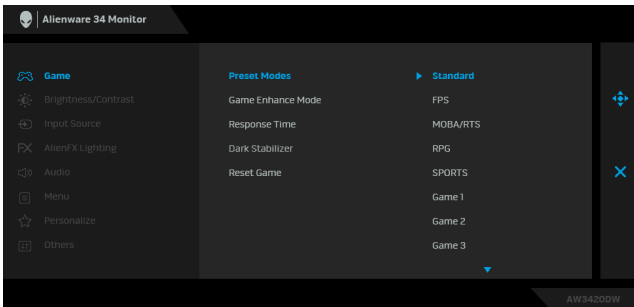 Alienware 34 Monitor
Game Preset Modes Standard
Brightness/Contrast Game Enhance Mode FPS
Input Source Response Time MOBA/RTS
AlienFX Lighting Dark Stabilizer RPG
Audio Reset Game SPORTS
Menu Game 1
Personalize Game 2
Others Game 3
AW3420DW